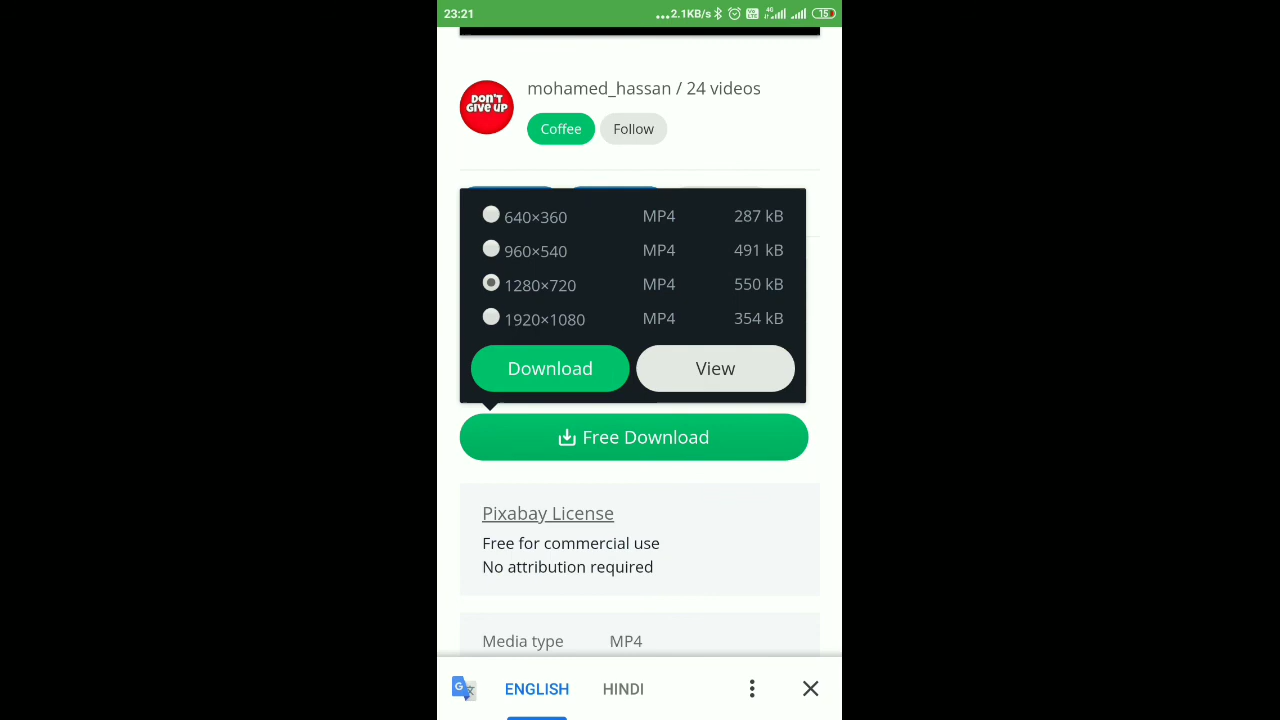 23:21 ...2.1KB/s 4G 15
DON'T GIVE UP
mohamed_hassan / 24 videos
Coffee Follow
640×360 MP4 287 kB
960×540 MP4 491 kB
1280×720 MP4 550 kB
1920×1080 MP4 354 kB
Download View
Free Download
Pixabay License
Free for commercial use
No attribution required
Media type MP4
ENGLISH HINDI